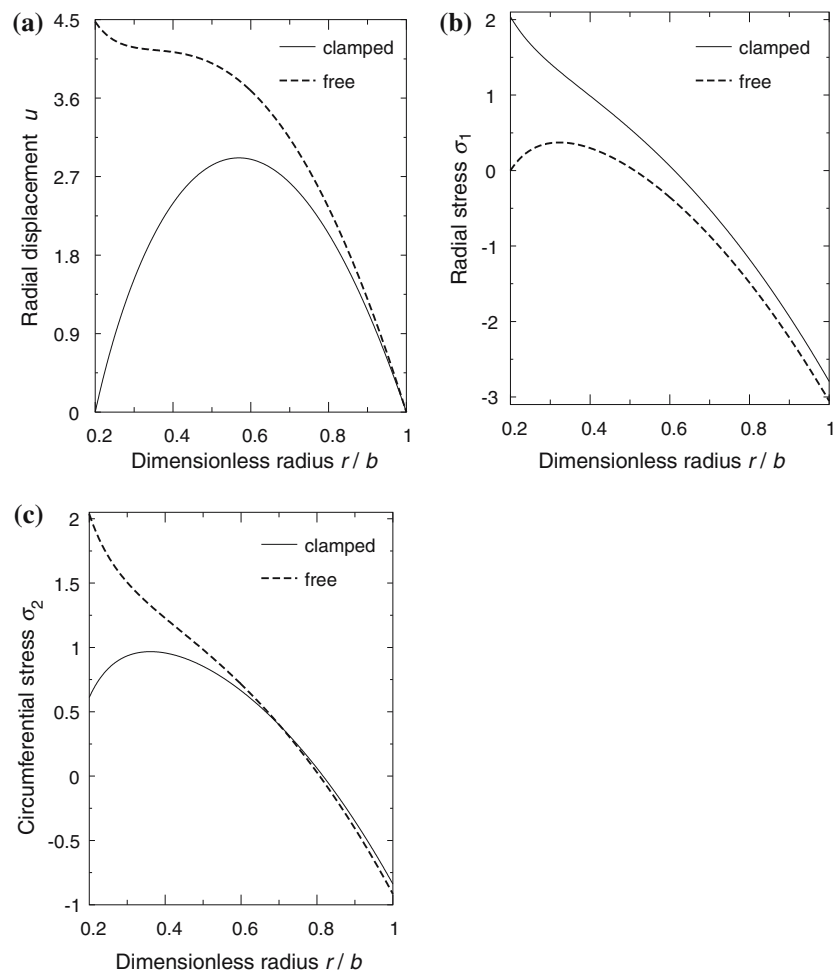 (a)
4.5
3.6
2.7
1.8
0.9
0
Radial displacement u
clamped
free
0.2 0.4 0.6 0.8 1
Dimensionless radius r / b
(b)
2
1
0
-1
-2
-3
Radial stress σ1
clamped
free
0.2 0.4 0.6 0.8 1
Dimensionless radius r / b
(c)
2
1.5
1
0.5
0
-0.5
-1
Circumferential stress σ2
clamped
free
0.2 0.4 0.6 0.8 1
Dimensionless radius r / b